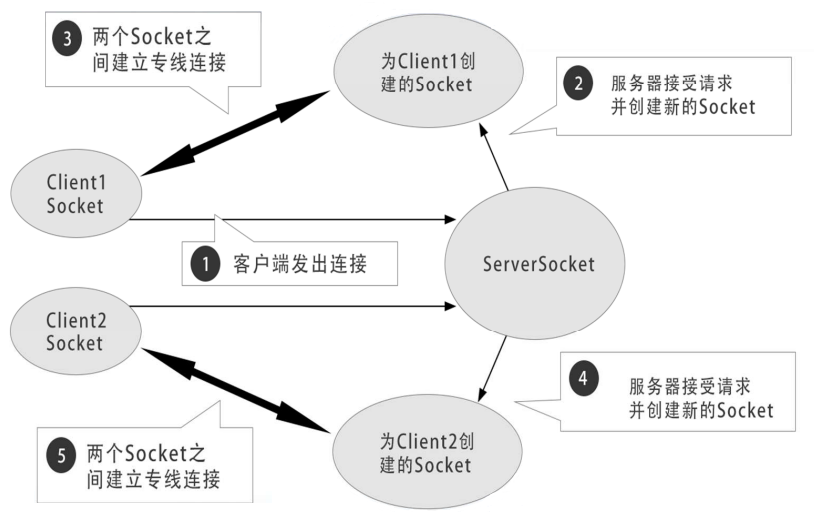 3
两个Socket之
间建立专线连接
为Client1创
建的Socket
2
服务器接受请求
并创建新的Socket
Client1
Socket
1
客户端发出连接
ServerSocket
Client2
Socket
4
服务器接受请求
并创建新的Socket
5
两个Socket之
间建立专线连接
为Client2创
建的Socket